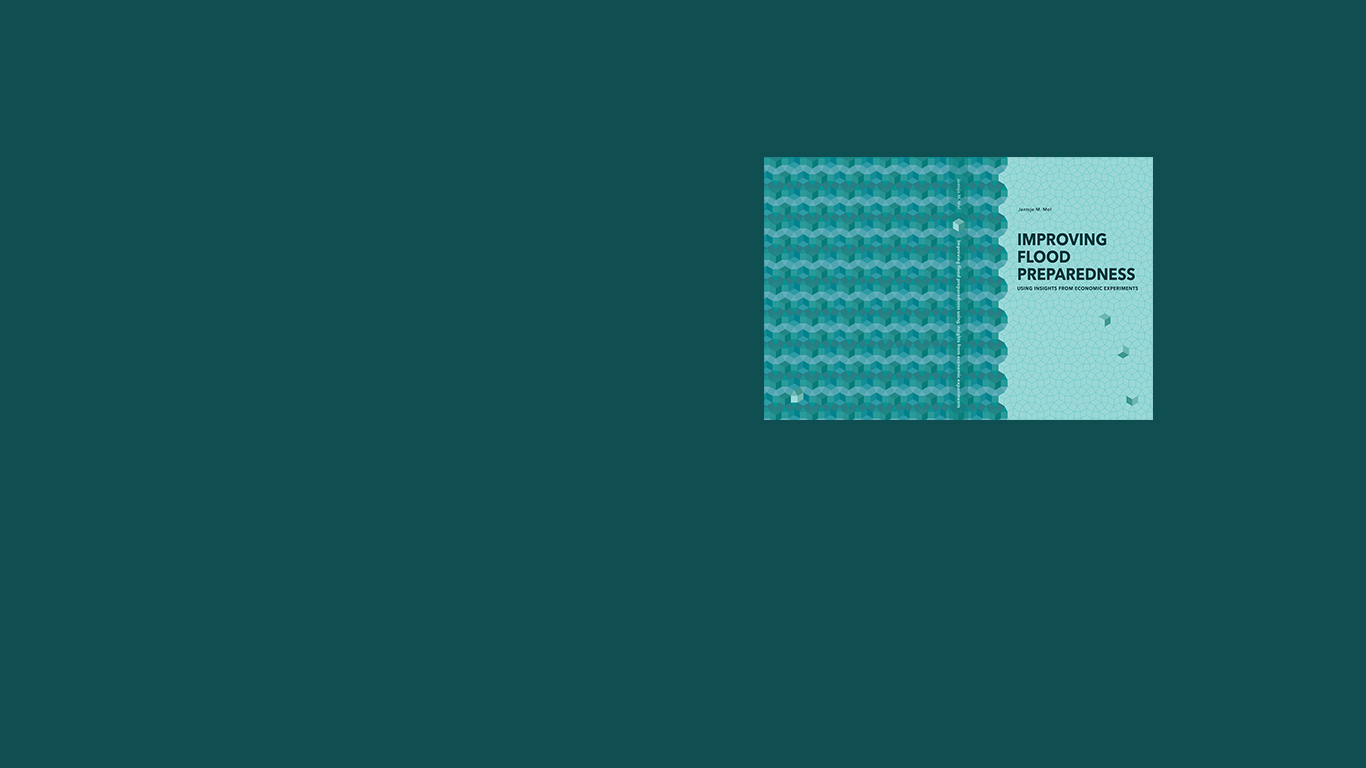 Jantsje M. Mol
IMPROVING
FLOOD
PREPAREDNESS
USING INSIGHTS FROM ECONOMIC EXPERIMENTS
Jantsje M. Mol
Improving flood preparedness using insights from economic experiments